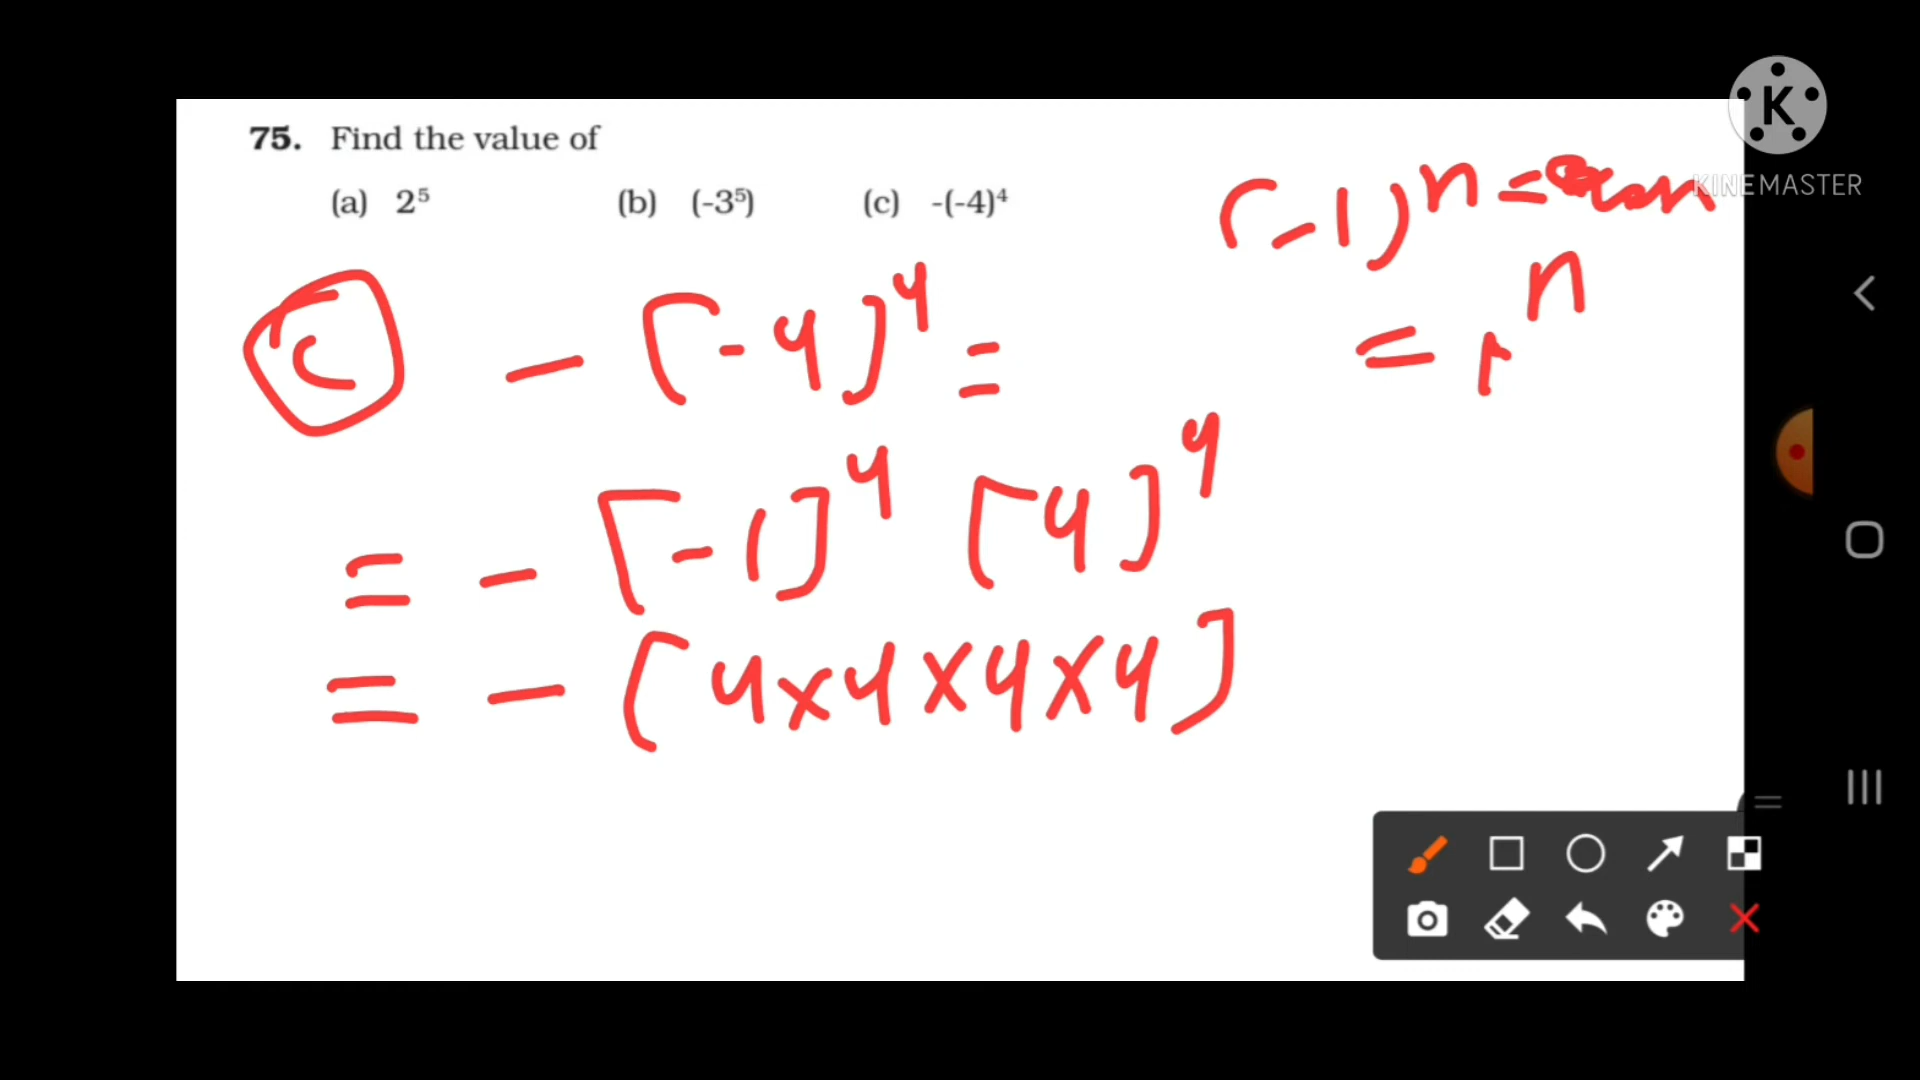 75. Find the value of
(a) 2⁵ (b) (-3⁵) (c) -(-4)⁴
KINEMASTER
K
(-1)ⁿ =
(c) - [-4]⁴ =
= 1ⁿ
= - [-1]⁴ [4]⁴
= - [4×4×4×4]